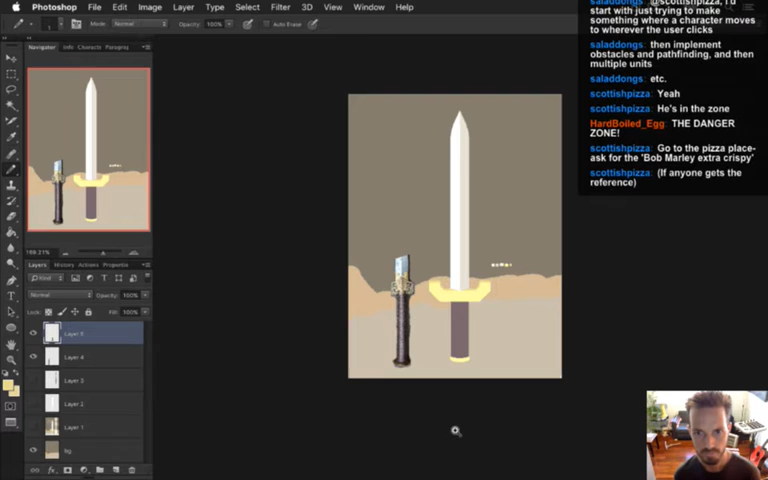 Photoshop File Edit Image Layer Type Select Filter 3D View Window Help
Mode: Normal Opacity: 100% Auto Erase
Navigator Info Paragraph
188.21%
Layers History Actions
Kind
Normal Opacity: 100%
Lock: Fill: 100%
Layer 5
Layer 4
Layer 3
Layer 2
Layer 1
bg
saladdongs: @scottishpizza, i'd
start with just trying to make
something where a character moves
to wherever the user clicks
saladdongs: then implement
obstacles and pathfinding, and then
multiple units
saladdongs: etc.
scottishpizza: Yeah
scottishpizza: He's in the zone
HardBoiled_Egg: THE DANGER
ZONE!
scottishpizza: Go to the pizza place-
ask for the 'Bob Marley extra crispy'
scottishpizza: (If anyone gets the
reference)